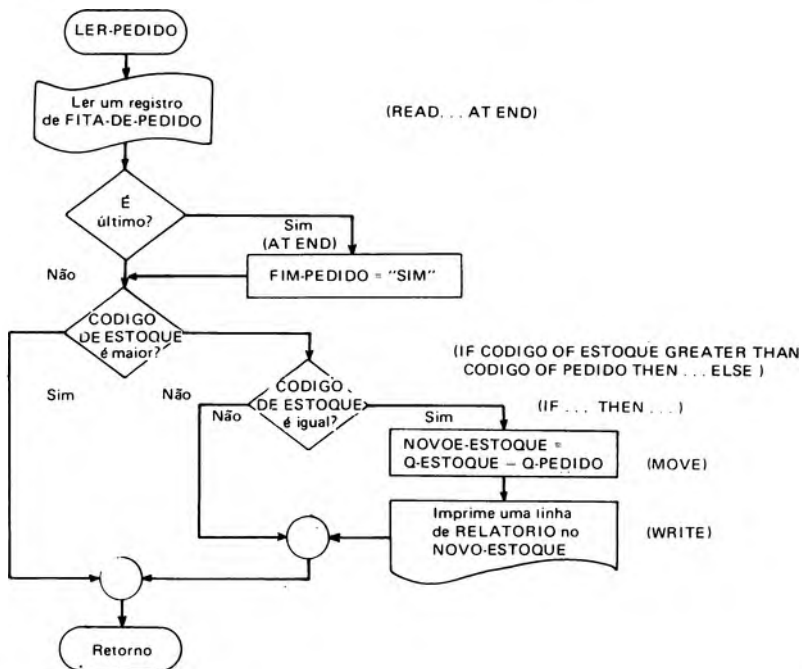 LER-PEDIDO
Ler um registro
de FITA-DE-PEDIDO
(READ... AT END)
É
último?
Sim
(AT END)
Não
FIM-PEDIDO = "SIM"
CODIGO
DE ESTOQUE
é maior?
(IF CODIGO OF ESTOQUE GREATER THAN
CODIGO OF PEDIDO THEN ... ELSE )
Sim
Não
CODIGO
DE ESTOQUE
é igual?
Não
Sim
(IF ... THEN ...)
NOVOE-ESTOQUE =
Q-ESTOQUE — Q-PEDIDO
(MOVE)
Imprime uma linha
de RELATORIO no
NOVO-ESTOQUE
(WRITE)
Retorno